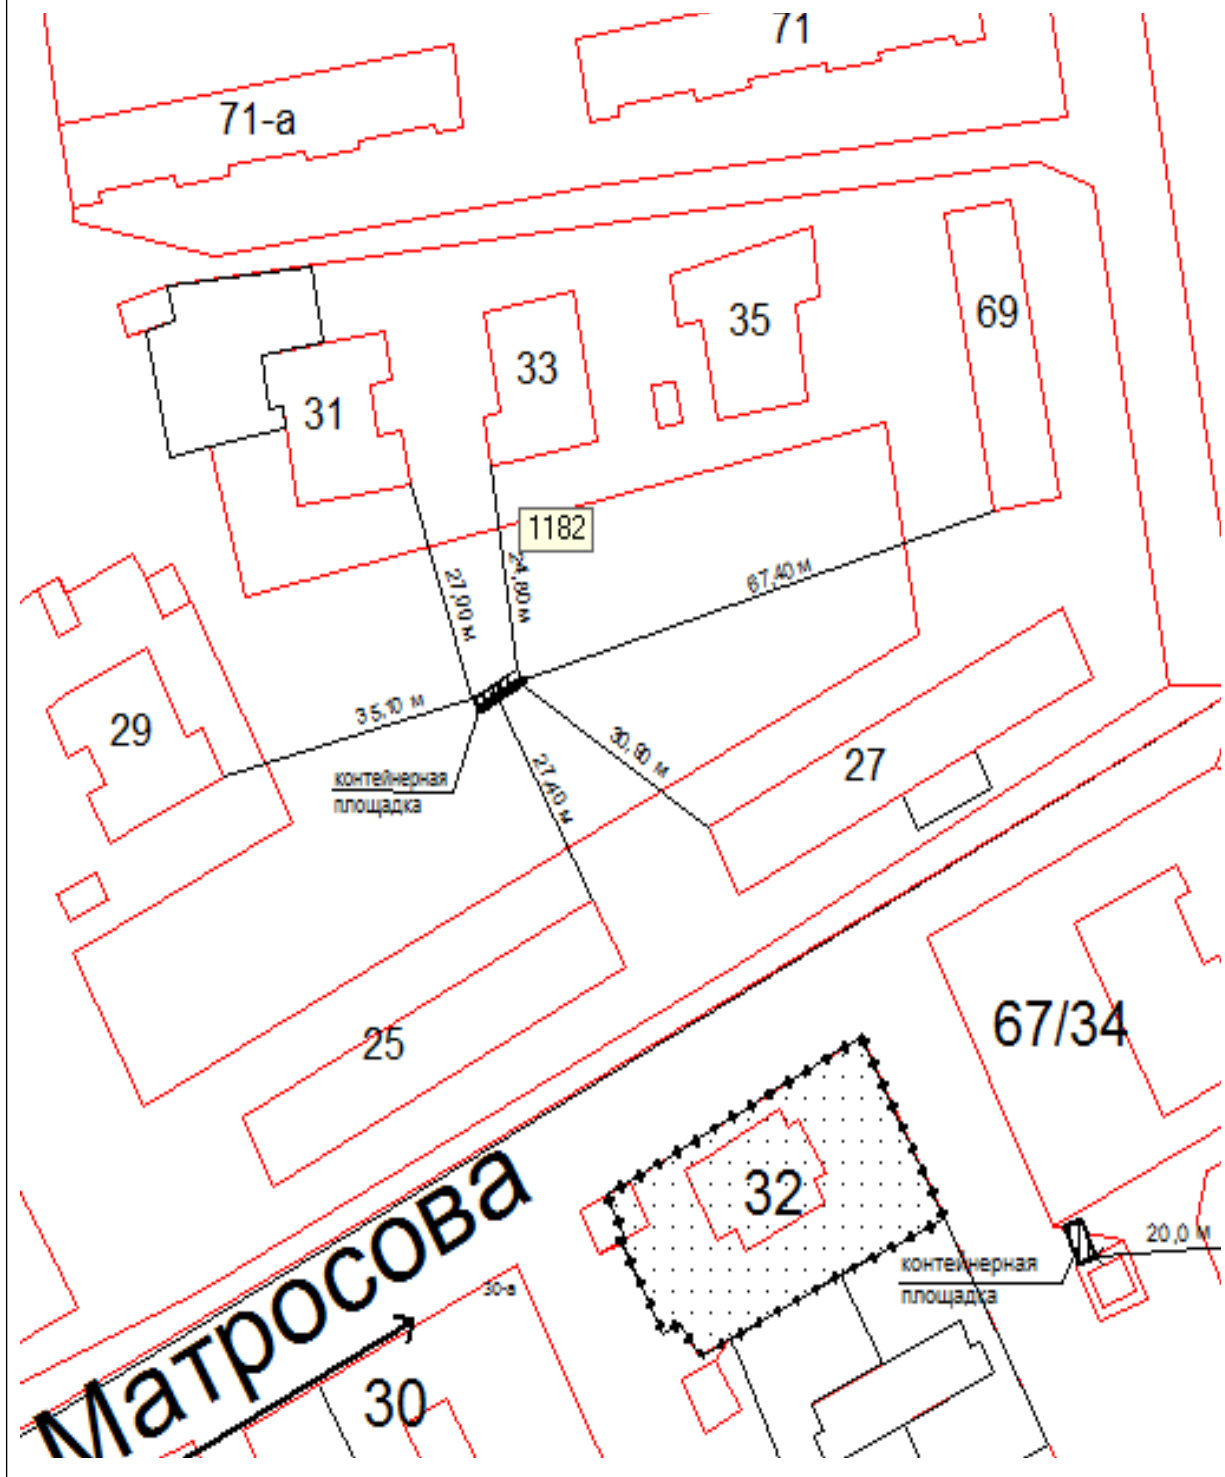 71
71-а
35
69
33
31
1182
24,80 м
67,40 м
27,00 м
35,10 м
29
30,90 м
27
контейнерная
площадка
27,40 м
67/34
25
32
Матросова
20,0 м
контейнерная
площадка
30-в
30